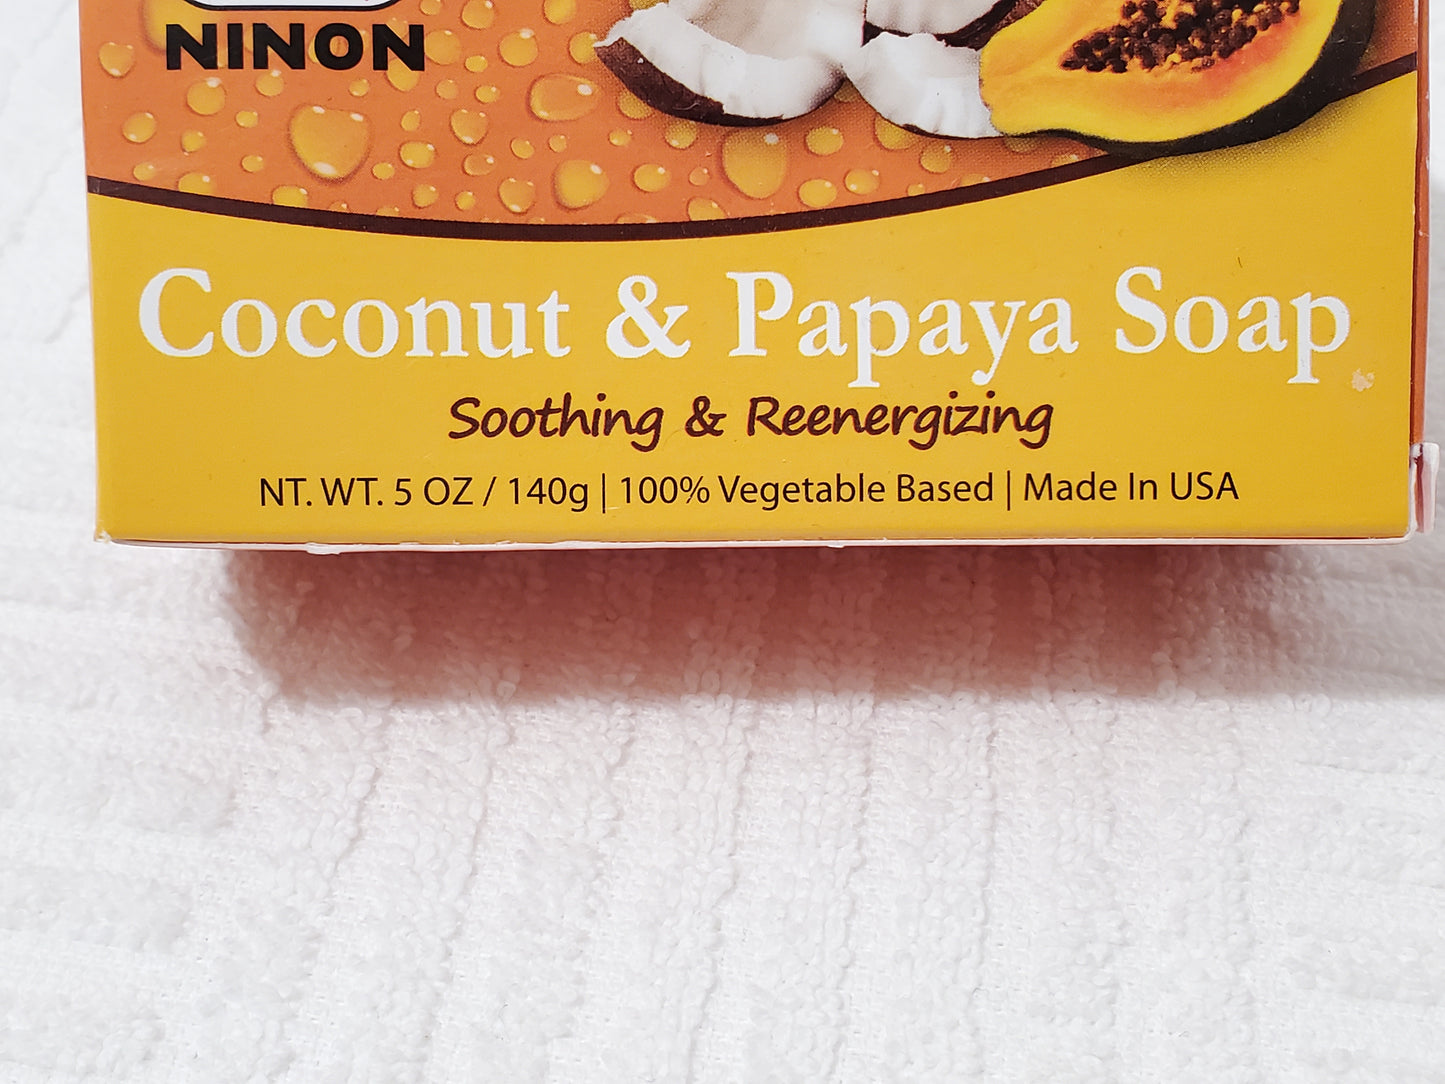 NINON
Coconut & Papaya Soap
Soothing & Reenergizing
NT. WT. 5 OZ / 140g | 100% Vegetable Based | Made In USA